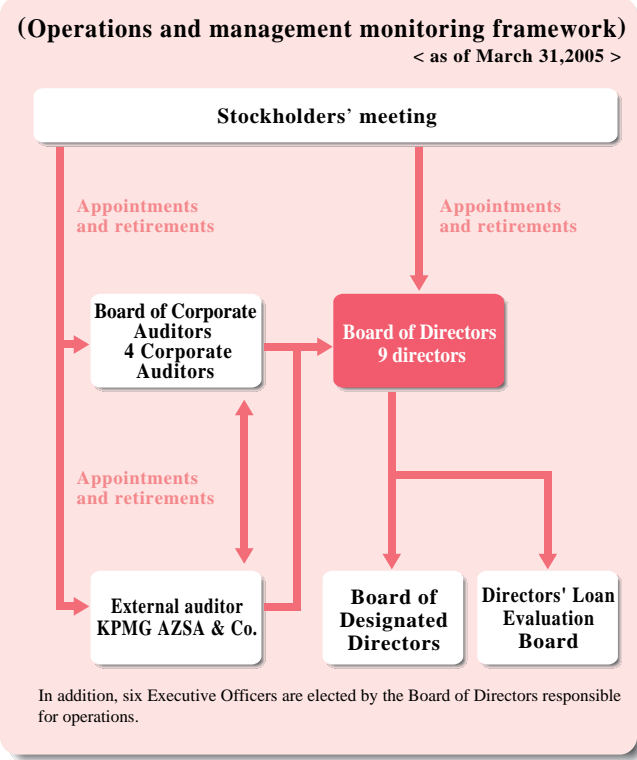 (Operations and management monitoring framework)
< as of March 31,2005 >
Stockholders' meeting
Appointments
and retirements
Appointments
and retirements
Board of Corporate
Auditors
4 Corporate
Auditors
Board of Directors
9 directors
Appointments
and retirements
External auditor
KPMG AZSA & Co.
Board of
Designated
Directors
Directors' Loan
Evaluation
Board
In addition, six Executive Officers are elected by the Board of Directors responsible
for operations.